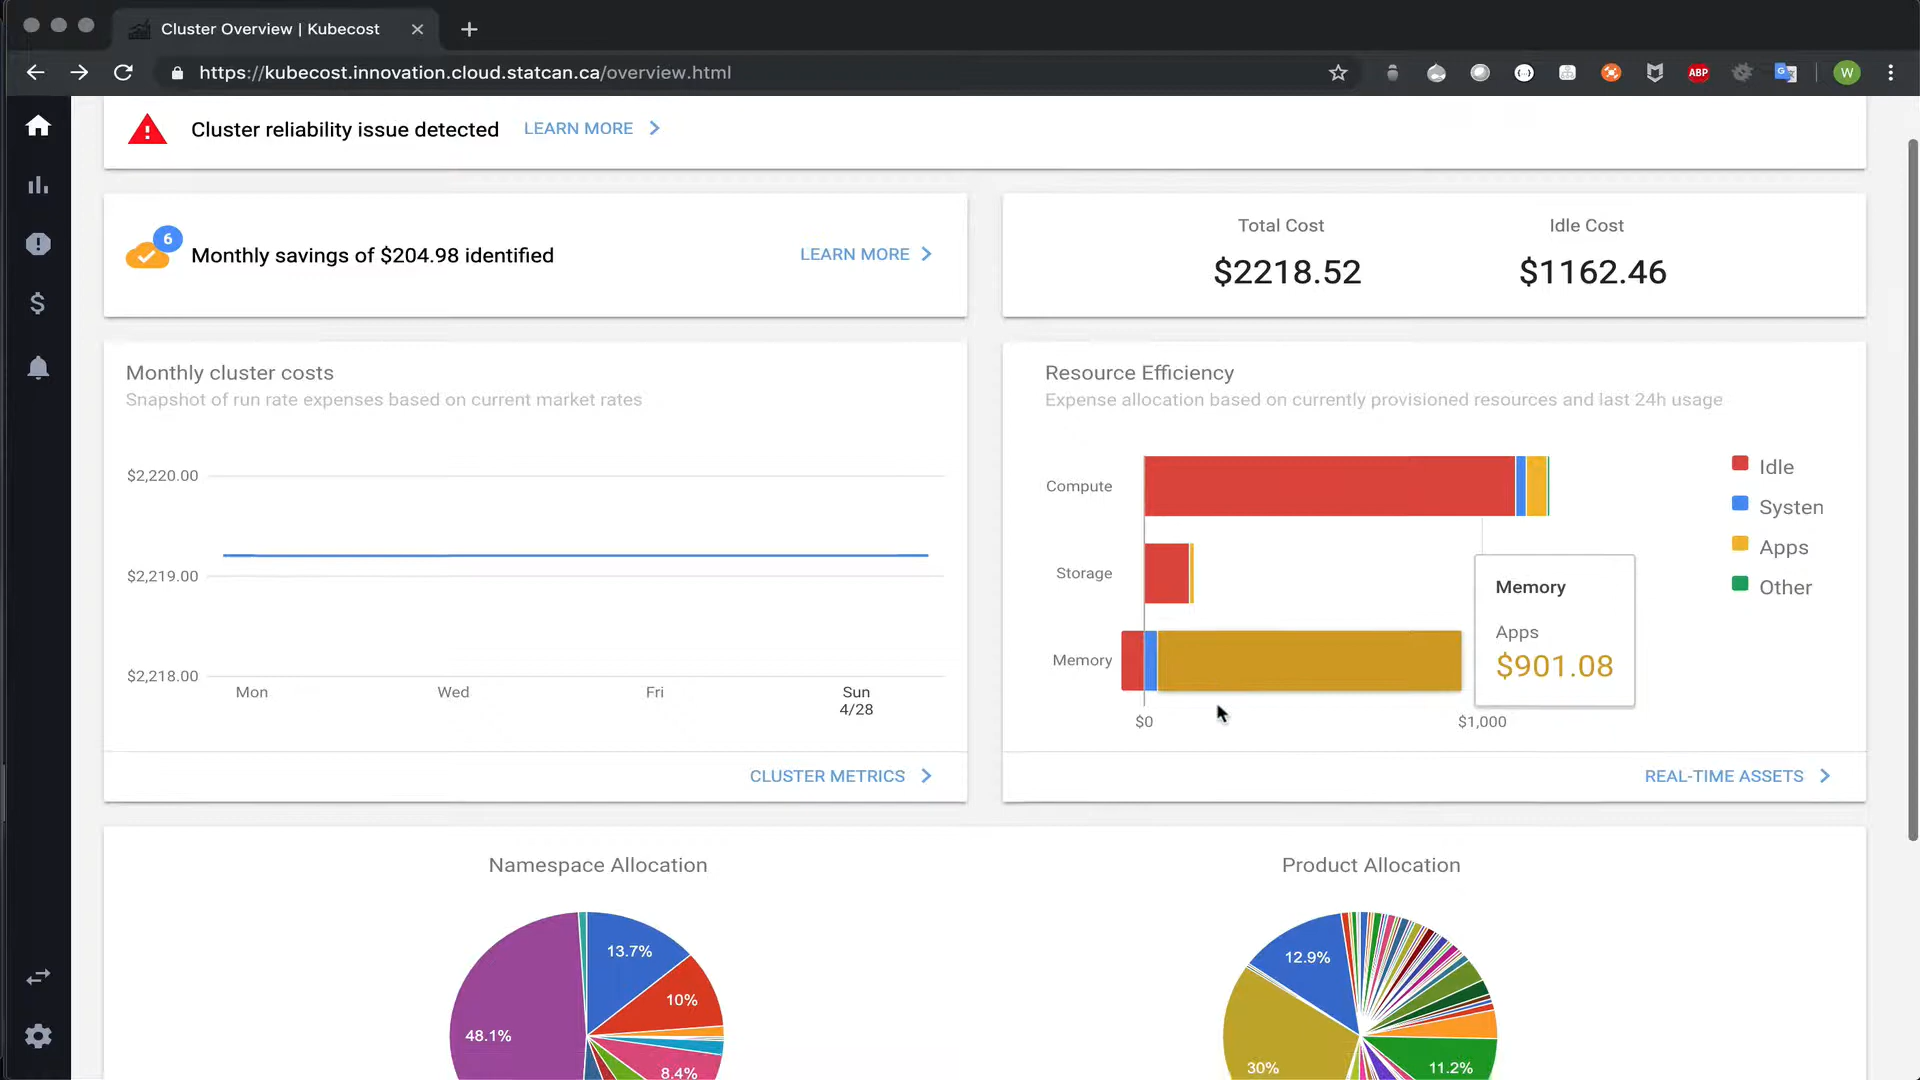 Cluster Overview | Kubecost
https://kubecost.innovation.cloud.statcan.ca/overview.html
ABP
W
Cluster reliability issue detected LEARN MORE
6
Monthly savings of $204.98 identified LEARN MORE
Total Cost Idle Cost
$2218.52 $1162.46
Monthly cluster costs
Snapshot of run rate expenses based on current market rates
$2,220.00
$2,219.00
$2,218.00
Mon Wed Fri Sun
4/28
CLUSTER METRICS
Resource Efficiency
Expense allocation based on currently provisioned resources and last 24h usage
Compute
Storage
Memory
$0 $1,000
Idle
Systen
Apps
Other
Memory
Apps
$901.08
REAL-TIME ASSETS
Namespace Allocation
13.7%
10%
48.1%
8.4%
Product Allocation
12.9%
30%
11.2%